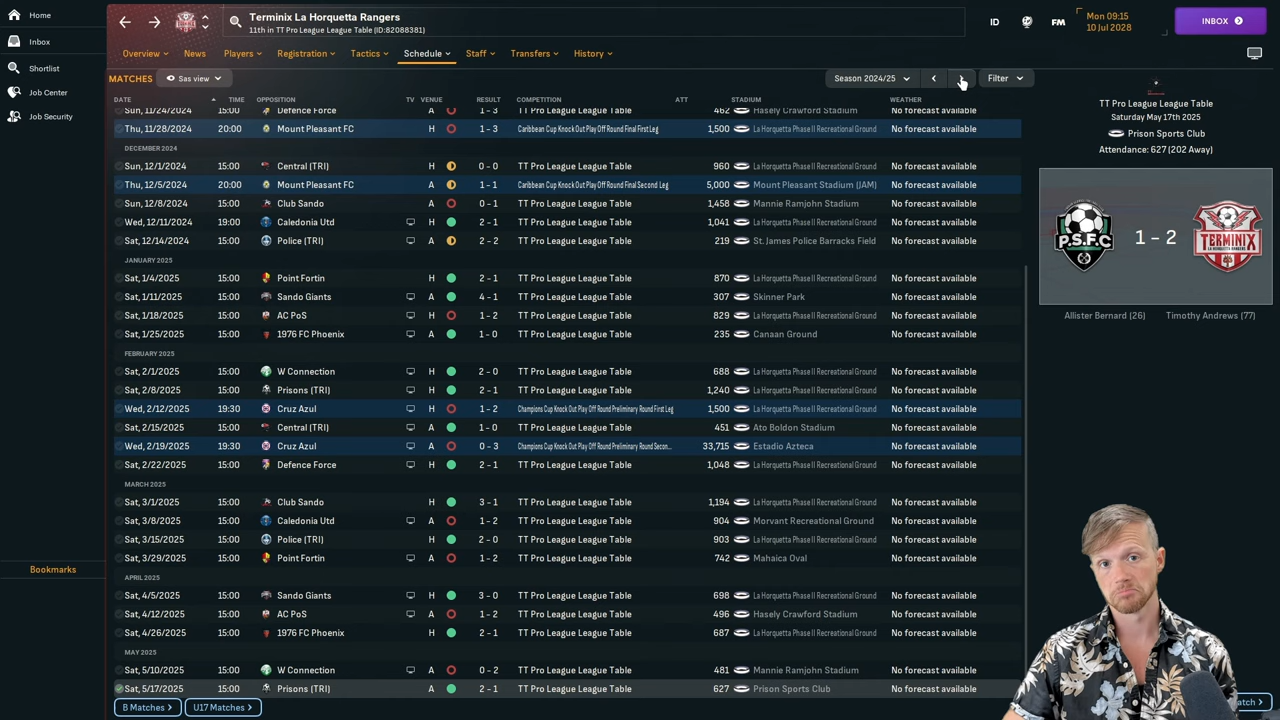 Home
Inbox
Shortlist
Job Center
Job Security
Bookmarks
Terminix La Horquetta Rangers
11th in TT Pro League League Table (ID:82088381)
ID
FM
Mon 09:15
10 Jul 2028
INBOX
Overview News Players Registration Tactics Schedule Staff Transfers History
MATCHES Sas view Season 2024/25 Filter
DATE TIME OPPOSITION TV VENUE RESULT COMPETITION ATT STADIUM WEATHER
Sun, 11/24/2024 15:00 Defence Force A 1 - 3 TT Pro League League Table 462 Hasely Crawford Stadium No forecast available
Thu, 11/28/2024 20:00 Mount Pleasant FC H 1 - 3 Caribbean Cup Knock Out Play Off Round Final First Leg 1,500 La Horquetta Phase II Recreational Ground No forecast available
DECEMBER 2024
Sun, 12/1/2024 15:00 Central (TRI) H 0 - 0 TT Pro League League Table 960 La Horquetta Phase II Recreational Ground No forecast available
Thu, 12/5/2024 20:00 Mount Pleasant FC A 1 - 1 Caribbean Cup Knock Out Play Off Round Final Second Leg 5,000 Mount Pleasant Stadium (JAM) No forecast available
Sun, 12/8/2024 15:00 Club Sando A 0 - 1 TT Pro League League Table 1,458 Mannie Ramjohn Stadium No forecast available
Wed, 12/11/2024 19:00 Caledonia Utd H 2 - 1 TT Pro League League Table 1,041 La Horquetta Phase II Recreational Ground No forecast available
Sat, 12/14/2024 15:00 Police (TRI) A 2 - 2 TT Pro League League Table 219 St. James Police Barracks Field No forecast available
JANUARY 2025
Sat, 1/4/2025 15:00 Point Fortin H 2 - 1 TT Pro League League Table 870 La Horquetta Phase II Recreational Ground No forecast available
Sat, 1/11/2025 15:00 Sando Giants A 4 - 1 TT Pro League League Table 307 Skinner Park No forecast available
Sat, 1/18/2025 15:00 AC PoS H 1 - 2 TT Pro League League Table 829 La Horquetta Phase II Recreational Ground No forecast available
Sat, 1/25/2025 15:00 1976 FC Phoenix A 1 - 0 TT Pro League League Table 235 Canaan Ground No forecast available
FEBRUARY 2025
Sat, 2/1/2025 15:00 W Connection H 2 - 0 TT Pro League League Table 688 La Horquetta Phase II Recreational Ground No forecast available
Sat, 2/8/2025 15:00 Prisons (TRI) H 2 - 1 TT Pro League League Table 1,240 La Horquetta Phase II Recreational Ground No forecast available
Wed, 2/12/2025 19:30 Cruz Azul H 1 - 2 Champions Cup Knock Out Play Off Round Preliminary Round First Leg 1,500 La Horquetta Phase II Recreational Ground No forecast available
Sat, 2/15/2025 15:00 Central (TRI) A 1 - 0 TT Pro League League Table 451 Ato Boldon Stadium No forecast available
Wed, 2/19/2025 19:30 Cruz Azul A 0 - 3 Champions Cup Knock Out Play Off Round Preliminary Round Secon... 33,715 Estadio Azteca No forecast available
Sat, 2/22/2025 15:00 Defence Force H 2 - 1 TT Pro League League Table 1,048 La Horquetta Phase II Recreational Ground No forecast available
MARCH 2025
Sat, 3/1/2025 15:00 Club Sando H 3 - 1 TT Pro League League Table 1,194 La Horquetta Phase II Recreational Ground No forecast available
Sat, 3/8/2025 15:00 Caledonia Utd A 1 - 2 TT Pro League League Table 904 Morvant Recreational Ground No forecast available
Sat, 3/15/2025 15:00 Police (TRI) H 2 - 0 TT Pro League League Table 903 La Horquetta Phase II Recreational Ground No forecast available
Sat, 3/29/2025 15:00 Point Fortin A 1 - 2 TT Pro League League Table 742 Mahaica Oval No forecast available
APRIL 2025
Sat, 4/5/2025 15:00 Sando Giants H 3 - 0 TT Pro League League Table 698 La Horquetta Phase II Recreational Ground No forecast available
Sat, 4/12/2025 15:00 AC PoS A 1 - 2 TT Pro League League Table 496 Hasely Crawford Stadium No forecast available
Sat, 4/26/2025 15:00 1976 FC Phoenix H 2 - 1 TT Pro League League Table 687 La Horquetta Phase II Recreational Ground No forecast available
MAY 2025
Sat, 5/10/2025 15:00 W Connection A 0 - 2 TT Pro League League Table 481 Mannie Ramjohn Stadium No forecast available
Sat, 5/17/2025 15:00 Prisons (TRI) A 2 - 1 TT Pro League League Table 627 Prison Sports Club No forecast available
B Matches U17 Matches
TT Pro League League Table
Saturday May 17th 2025
Prison Sports Club
Attendance: 627 (202 Away)
P.S.F.C 1 - 2 TERMINIX
Allister Bernard (26) Timothy Andrews (77)